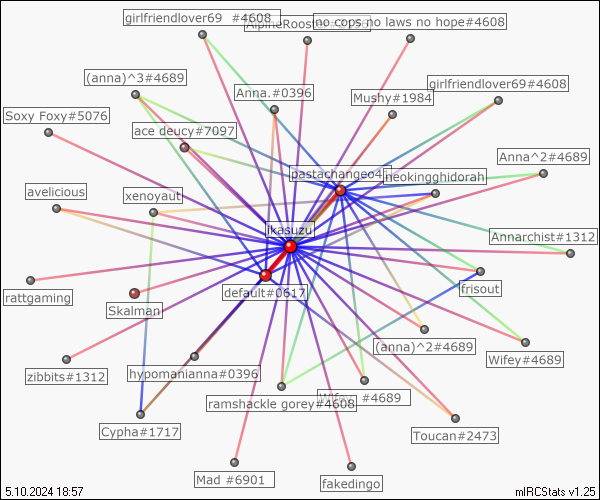 girlfriendlover69 #4608
no cops no laws no hope#4608
(anna)^3#4689
girlfriendlover69#4608
Anna.#0396
Mushy#1984
Soxy Foxy#5076
ace deucy#7097
Anna^2#4689
pastachangeo4
neokingghidorah
avelicious
xenoyaut
jikasuzu
Annarchist#1312
rattgaming
default#0617
frisout
Skalman
(anna)^2#4689
Wifey#4689
zibbits#1312
hypomanianna#0396
ramshackle gorey#4608
#4689
Cypha#1717
Toucan#2473
Mad #6901
fakedingo
5.10.2024 18:57
mIRCStats v1.25